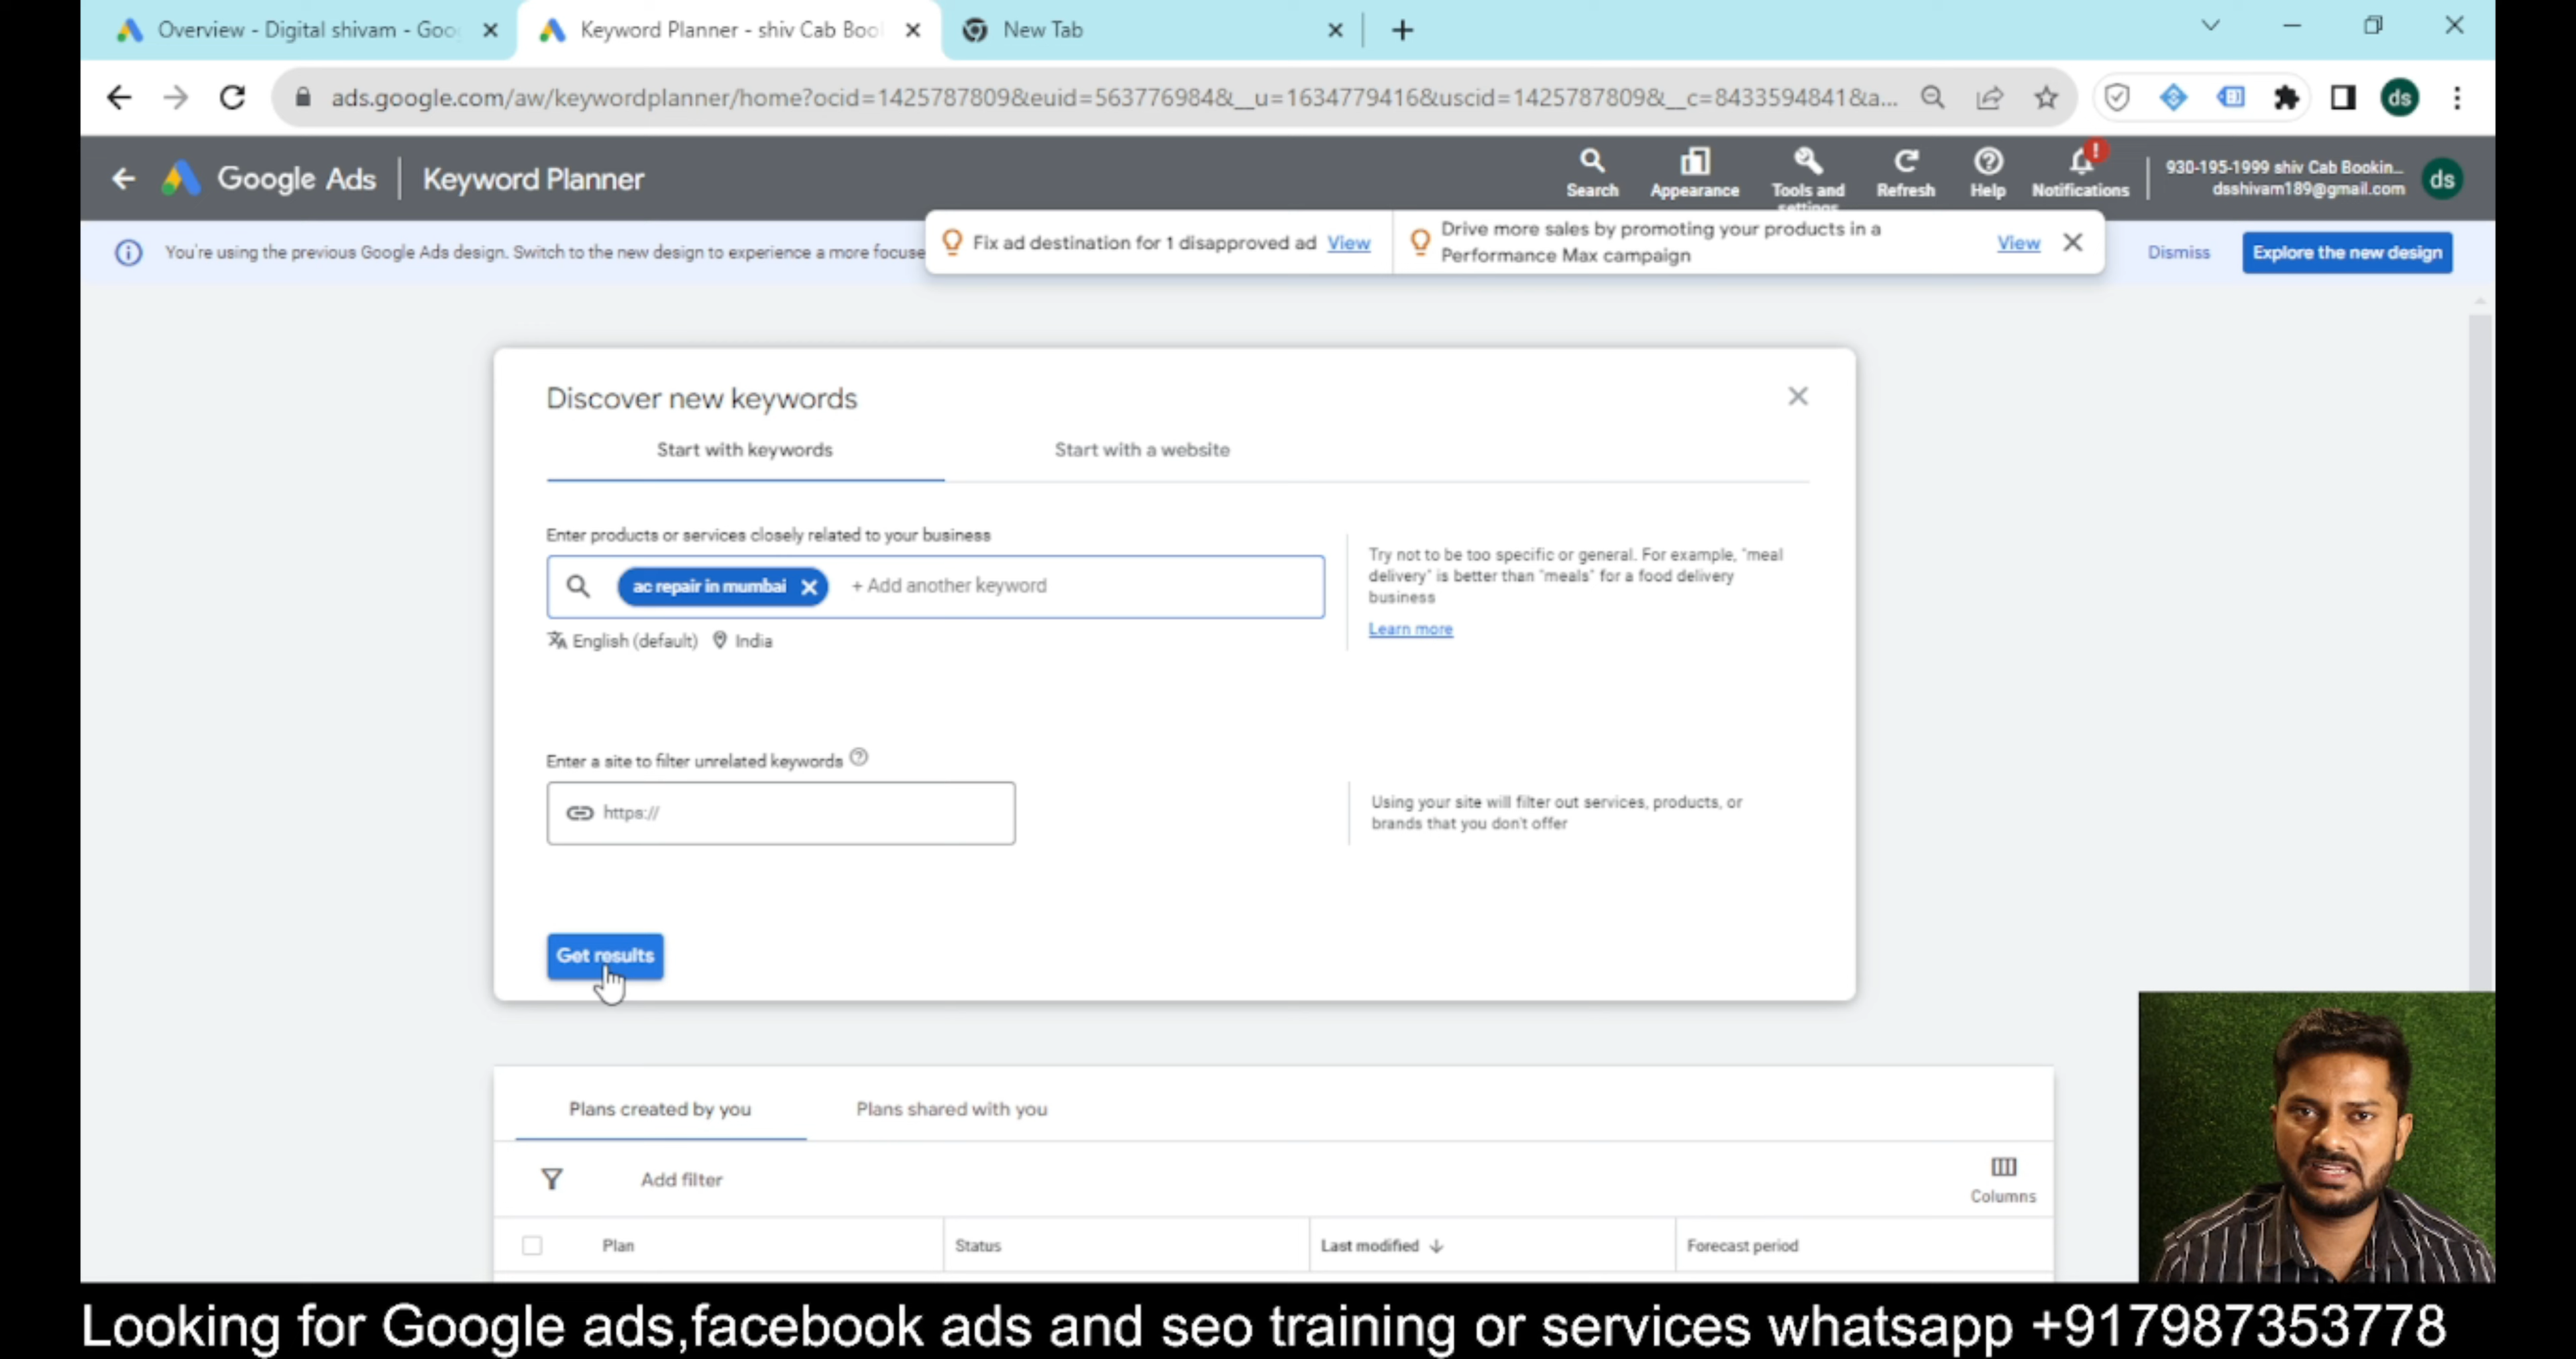 Overview - Digital shivam - Goo
Keyword Planner - shiv Cab Boo
New Tab
ads.google.com/aw/keywordplanner/home?ocid=1425787809&euid=563776984&__u=1634779416&uscid=1425787809&__c=8433594841&a...
ds
Google Ads
Keyword Planner
Search
Appearance
Tools and
settings
Refresh
Help
!
Notifications
930-195-1999 shiv Cab Bookin...
dsshivam189@gmail.com
ds
You're using the previous Google Ads design. Switch to the new design to experience a more focuse
Fix ad destination for 1 disapproved ad View
Drive more sales by promoting your products in a
Performance Max campaign
View
Dismiss
Explore the new design
Discover new keywords
Start with keywords
Start with a website
Enter products or services closely related to your business
ac repair in mumbai
+ Add another keyword
English (default)
India
Try not to be too specific or general. For example, "meal
delivery" is better than "meals" for a food delivery
business
Learn more
Enter a site to filter unrelated keywords
https://
Using your site will filter out services, products, or
brands that you don't offer
Get results
Plans created by you
Plans shared with you
Add filter
Columns
Plan
Status
Last modified
Forecast period
Looking for Google ads,facebook ads and seo training or services whatsapp +917987353778